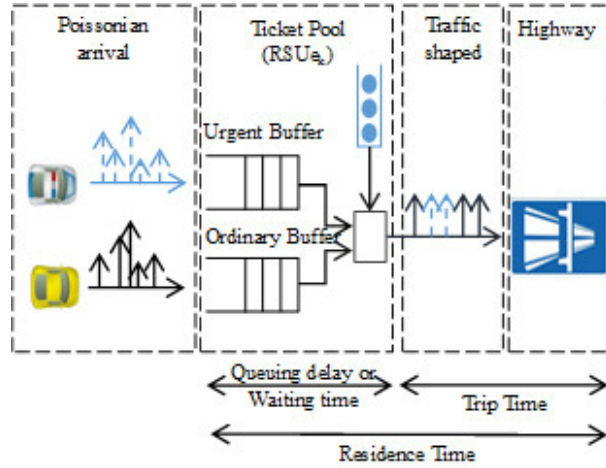 Poissonian
arrival
Ticket Pool
(RSUeₓ)
Traffic
shaped
Highway
Urgent Buffer
Ordinary Buffer
Queuing delay or
Waiting time
Trip Time
Residence Time